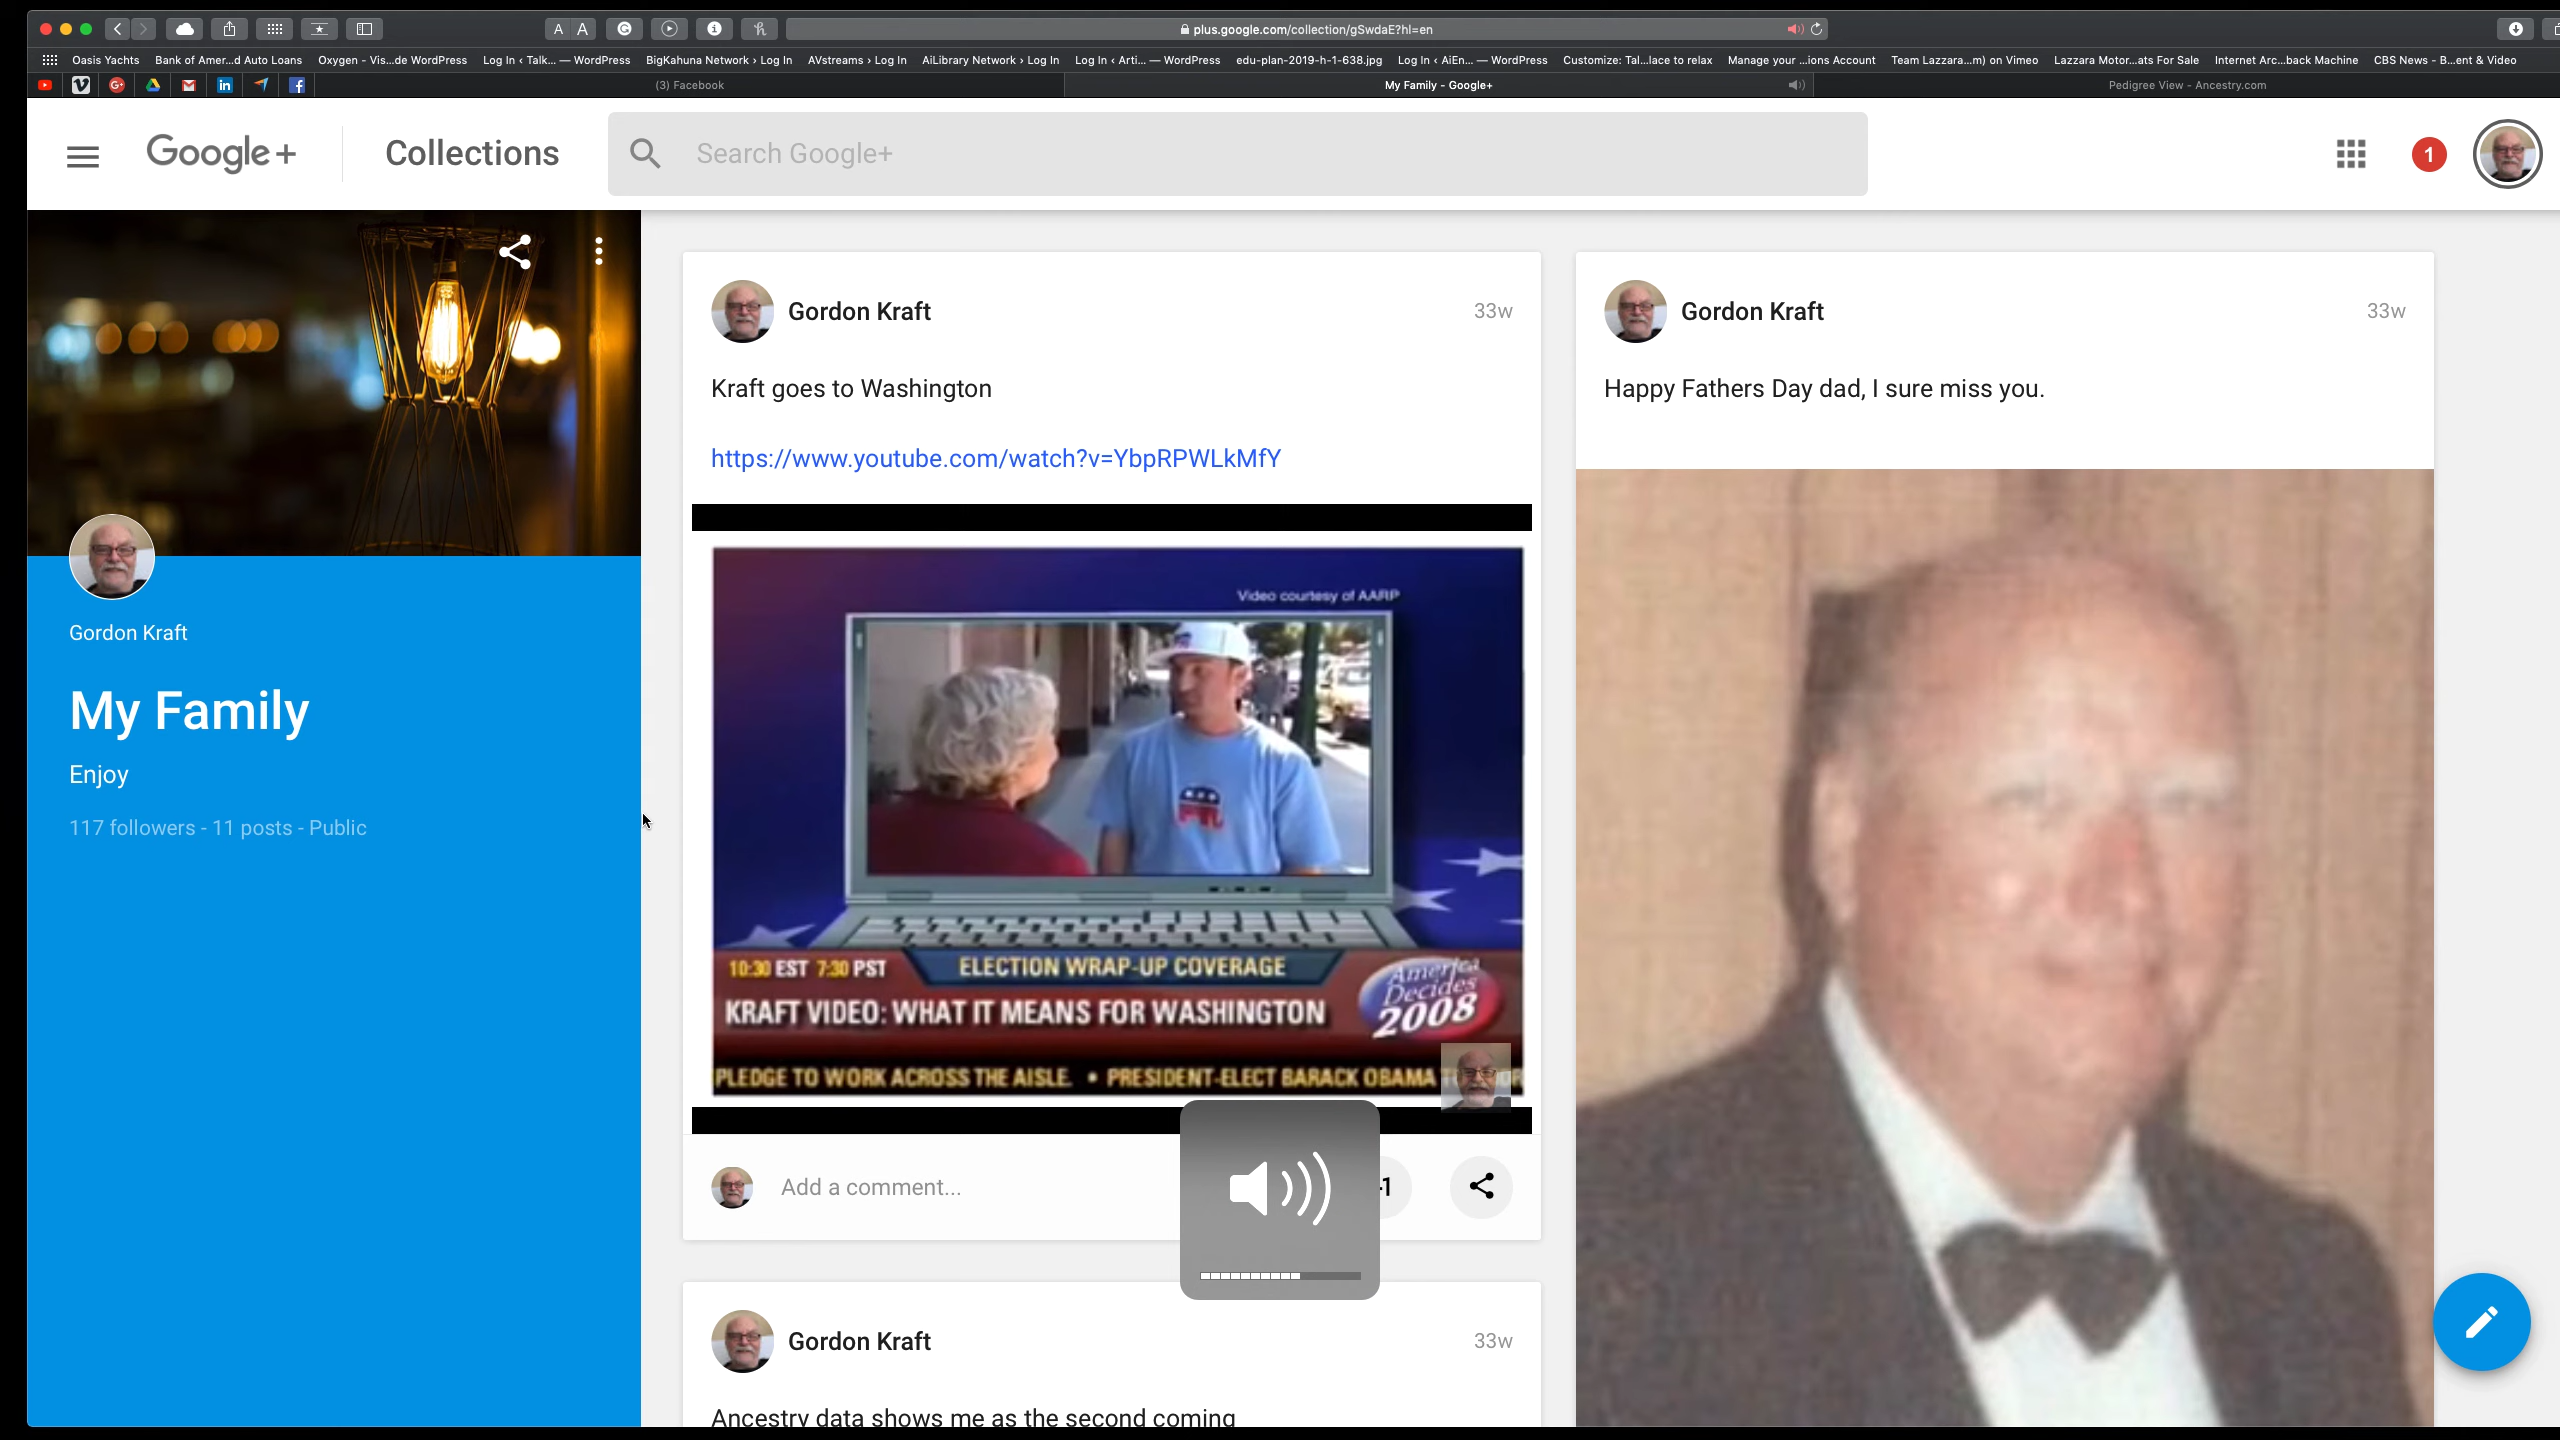 A A
plus.google.com/collection/gSwdaE?hl=en
Oasis Yachts Bank of Amer...d Auto Loans Oxygen - Vis...de WordPress Log In ‹ Talk... — WordPress BigKahuna Network › Log In AVstreams › Log In AiLibrary Network › Log In Log In ‹ Arti... — WordPress edu-plan-2019-h-1-638.jpg Log In ‹ AiEn... — WordPress Customize: Tal...lace to relax Manage your ...ions Account Team Lazzara...m) on Vimeo Lazzara Motor...ats For Sale Internet Arc...back Machine CBS News - B...ent & Video
(3) Facebook My Family - Google+ Pedigree View - Ancestry.com
Google+ Collections Search Google+ 1
Gordon Kraft
My Family
Enjoy
117 followers - 11 posts - Public
Gordon Kraft 33w
Kraft goes to Washington
https://www.youtube.com/watch?v=YbpRPWLkMfY
Video courtesy of AARP
10:30 EST 7:30 PST ELECTION WRAP-UP COVERAGE
KRAFT VIDEO: WHAT IT MEANS FOR WASHINGTON
America
Decides
2008
PLEDGE TO WORK ACROSS THE AISLE. • PRESIDENT-ELECT BARACK OBAMA
Add a comment... 1
Gordon Kraft 33w
Ancestry data shows me as the second coming
Gordon Kraft 33w
Happy Fathers Day dad, I sure miss you.